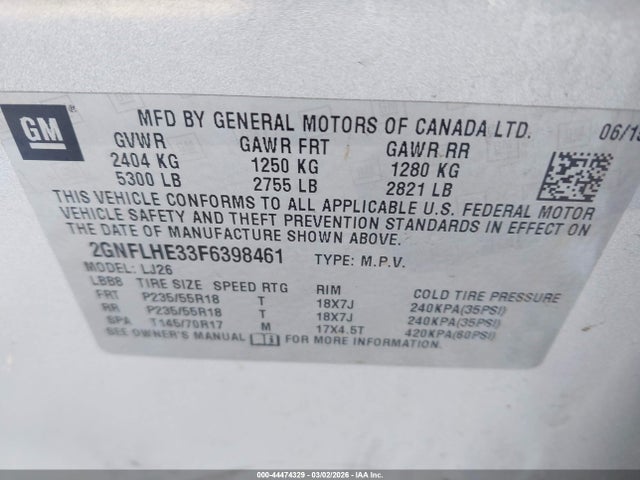 GM
MFD BY GENERAL MOTORS OF CANADA LTD. 06/15
GVWR GAWR FRT GAWR RR
2404 KG 1250 KG 1280 KG
5300 LB 2755 LB 2821 LB
THIS VEHICLE CONFORMS TO ALL APPLICABLE U.S. FEDERAL MOTOR
VEHICLE SAFETY AND THEFT PREVENTION STANDARDS IN EFFECT ON
THE DATE OF MANUFACTURE SHOWN ABOVE.
2GNFLHE33F6398461 TYPE: M.P.V.
MODEL: LJ26
LBB8 TIRE SIZE SPEED RTG RIM COLD TIRE PRESSURE
FRT P235/55R18 T 18X7J 240KPA(35PSI)
RR P235/55R18 T 18X7J 240KPA(35PSI)
SPA T145/70R17 M 17X4.5T 420KPA(60PSI)
SEE OWNER'S MANUAL FOR MORE INFORMATION.
000-44474329 | 03/02/2026 | IAA Inc.